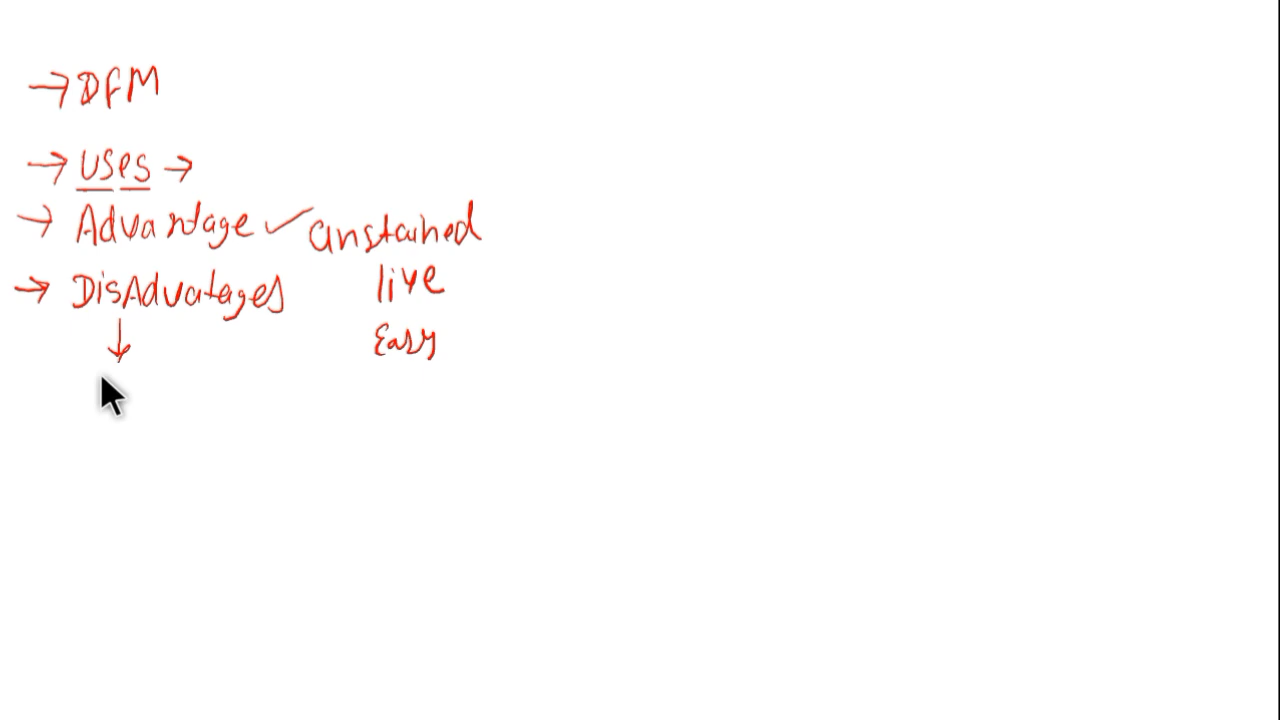 → DFM
→ Uses →
→ Advantage ✓ unstained
live
→ DisAdvatages
Easy
↓